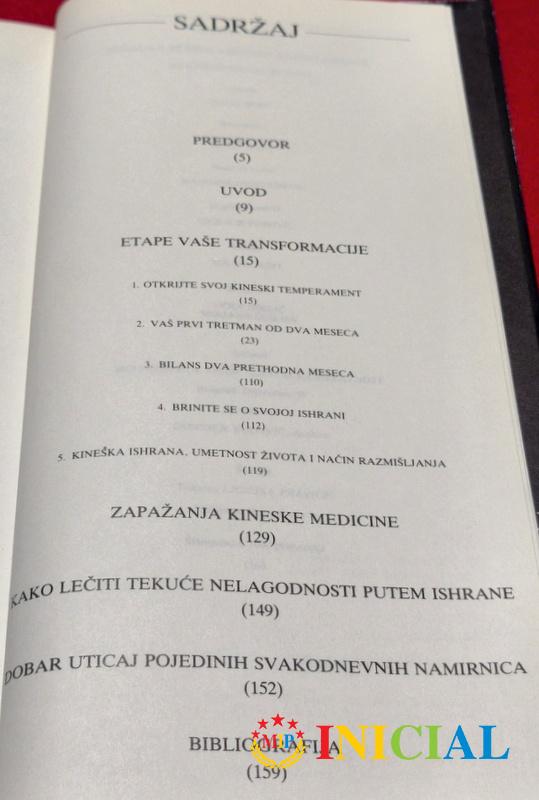 SADRŽAJ
PREDGOVOR
(5)
UVOD
(9)
ETAPE VAŠE TRANSFORMACIJE
(15)
1. OTKRIJTE SVOJ KINESKI TEMPERAMENT
(15)
2. VAŠ PRVI TRETMAN OD DVA MESECA
(23)
3. BILANS DVA PRETHODNA MESECA
(110)
4. BRINITE SE O SVOJOJ ISHRANI
(112)
5. KINEŠKA ISHRANA, UMETNOST ŽIVOTA I NAČIN RAZMIŠLJANJA
(119)
ZAPAŽANJA KINESKE MEDICINE
(129)
KAKO LEČITI TEKUĆE NELAGODNOSTI PUTEM ISHRANE
(149)
DOBAR UTICAJ POJEDINIH SVAKODNEVNIH NAMIRNICA
(152)
BIBLIOGRAFIJA
(159)
INICIAL